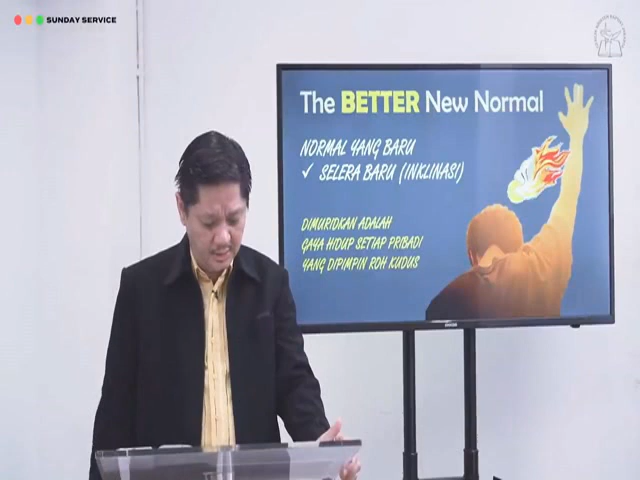 SUNDAY SERVICE
The BETTER New Normal
NORMAL YANG BARU
✓ SELERA BARU (INKLINASI)
DIMURIDKAN ADALAH
GAYA HIDUP SETIAP PRIBADI
YANG DIPIMPIN ROH KUDUS